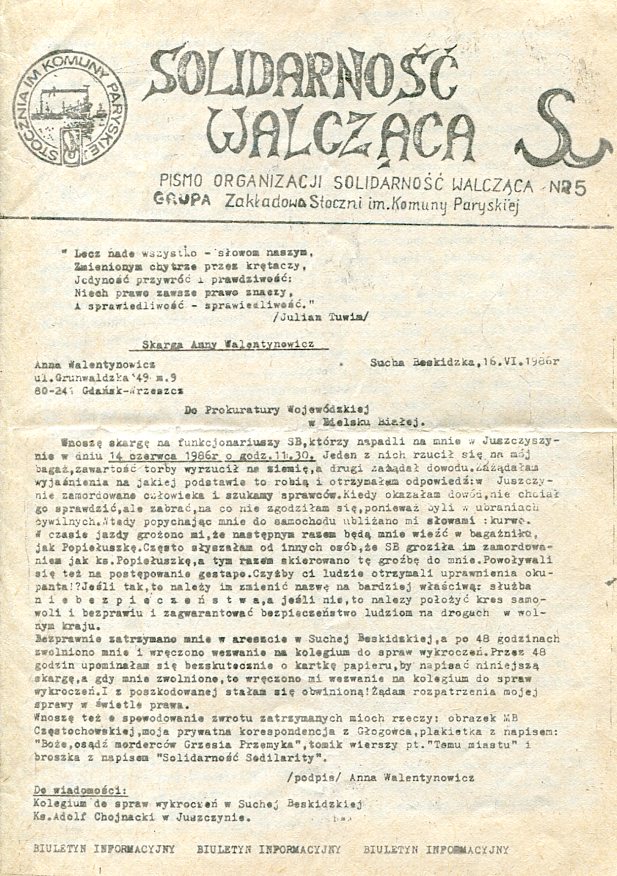 STOCZNIA IM KOMUNY PARYSKIEJ
SOLIDARNOŚĆ
WALCZĄCA
PISMO ORGANIZACJI SOLIDARNOŚĆ WALCZĄCA NR 5
GRUPA Zakładowa Stoczni im. Komuny Paryskiej
" Lecz nade wszystko - słowom naszym,
Zmienionym chytrze przez krętaczy,
Jedyność przywróć i prawdziwość:
Niech prawo zawsze prawo znaczy,
A sprawiedliwość - sprawiedliwość."
/Julian Tuwim/
Skarga Anny Walentynowicz
Anna Walentynowicz
Sucha Beskidzka,16.VI.1986r
ul.Grunwaldzka 49 m.9
80-241 Gdańsk-Wrzeszcz
Do Prokuratury Wojewódzkiej
w Bielsku Białej.
Wnoszę skargę na funkcjonariuszy SB,którzy napadli na mnie w Juszczyszy-
nie w dniu 14 czerwca 1986r o godz.11.30. Jeden z nich rzucił się na mój
bagaż,zawartość torby wyrzucił na ziemię,a drugi zażądał dowodu.Zażądałam
wyjaśnienia na jakiej podstawie to robią i otrzymałam odpowiedź:w Juszczy-
nie zamordowano człowieka i szukamy sprawców.Kiedy okazałam dowód,nie chciał
go sprawdzić,ale zabrać,na co nie zgodziłam się,ponieważ byli w ubraniach
cywilnych.Wtedy popychając mnie do samochodu ubliżano mi słowami :kurwo.
W czasie jazdy grożono mi,że następnym razem będą mnie wieźć w bagażniku,
jak Popiełuszkę.Często słyszałam od innych osób,że SB groziła im zamordowa-
niem jak ks.Popiełuszkę,a tym razem skierowano tę groźbę do mnie.Powoływali
się też na postępowanie gestapo.Czyżby ci ludzie otrzymali uprawnienia oku-
panta!?Jeśli tak,to należy im zmienić nazwę na bardziej właściwą: służba
n i e b e z p i e c z e ń s t w a,a jeśli nie,to należy położyć kres samo-
woli i bezprawiu i zagwarantować bezpieczeństwo ludziom na drogach w wol-
nym kraju.
Bezprawnie zatrzymano mnie w areszcie w Suchej Beskidzkiej,a po 48 godzinach
zwolniono mnie i wręczono wezwanie na kolegium do spraw wykroczeń.Przez 48
godzin upominałam się bezskutecznie o kartkę papieru,by napisać niniejszą
skargę,a gdy mnie zwolniono,to wręczono mi wezwanie na kolegium do spraw
wykroczeń.I z poszkodowanej stałam się obwinioną!Żądam rozpatrzenia mojej
sprawy w świetle prawa.
Wnoszę też o spowodowanie zwrotu zatrzymanych mioch rzeczy: obrazek MB
Częstochowskiej,moja prywatna korespondencja z Głogowca,plakietka z napisem:
"Boże,osądź morderców Grzesia Przemyka",tomik wierszy pt."Temu miastu" i
broszka z napisem "Solidarność Sedilarity".
/podpis/ Anna Walentynowicz
Do wiadomości:
Kolegium do spraw wykroczeń w Suchej Beskidzkiej
Ks.Adolf Chojnacki w Juszczynie.
BIULETYN INFORMACYJNY BIULETYN INFORMACYJNY BIULETYN INFORMACYJNY